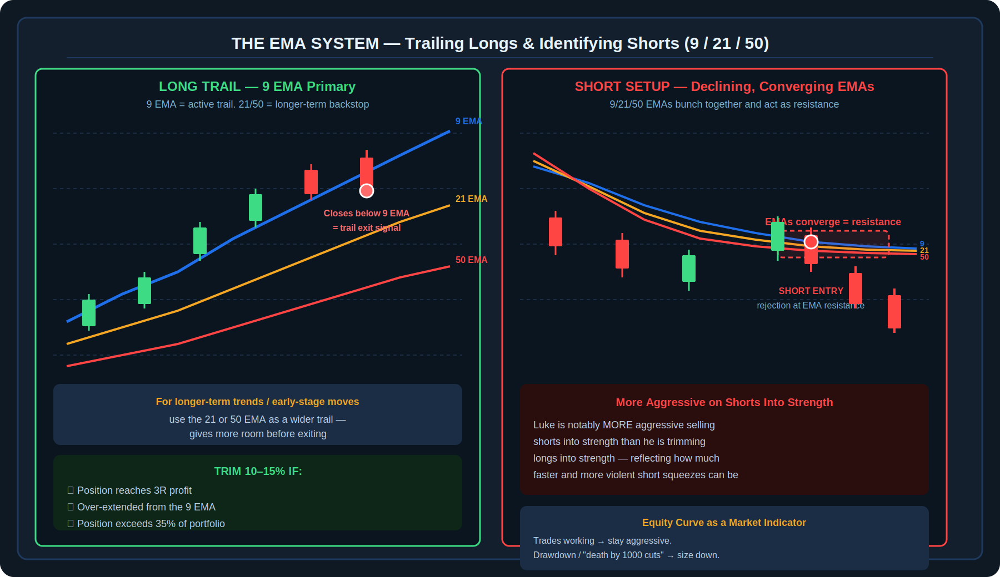 THE EMA SYSTEM — Trailing Longs & Identifying Shorts (9 / 21 / 50)
LONG TRAIL — 9 EMA Primary
9 EMA = active trail. 21/50 = longer-term backstop
9 EMA
21 EMA
Closes below 9 EMA
= trail exit signal
50 EMA
For longer-term trends / early-stage moves
use the 21 or 50 EMA as a wider trail —
gives more room before exiting
TRIM 10–15% IF:
Position reaches 3R profit
Over-extended from the 9 EMA
Position exceeds 35% of portfolio
SHORT SETUP — Declining, Converging EMAs
9/21/50 EMAs bunch together and act as resistance
EMAs converge = resistance
9
21
50
SHORT ENTRY
rejection at EMA resistance
More Aggressive on Shorts Into Strength
Luke is notably MORE aggressive selling
shorts into strength than he is trimming
longs into strength — reflecting how much
faster and more violent short squeezes can be
Equity Curve as a Market Indicator
Trades working → stay aggressive.
Drawdown / "death by 1000 cuts" → size down.